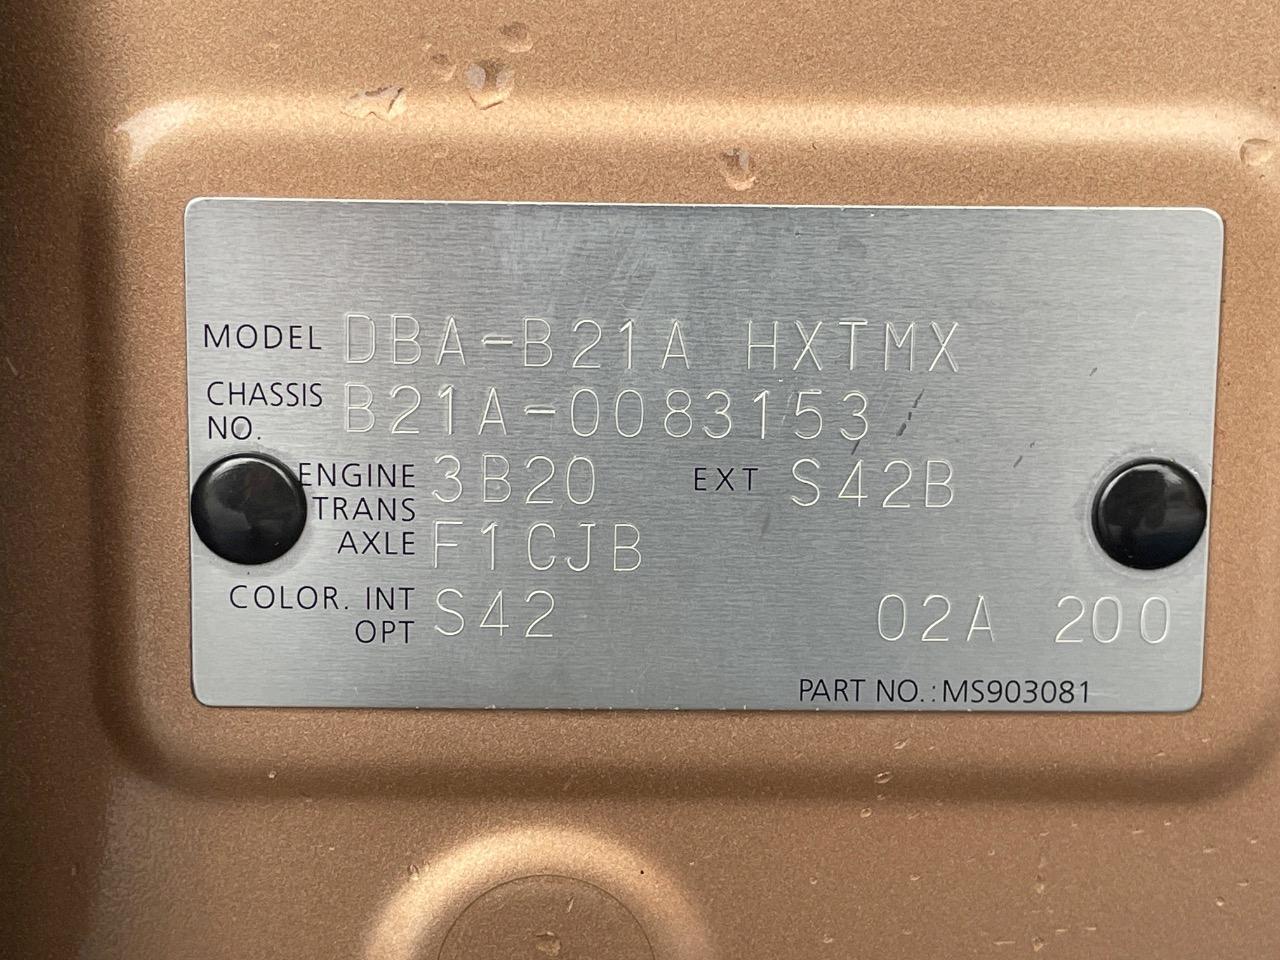 MODEL DBA-B21A HXTMX
CHASSIS NO. B21A-0083153
ENGINE 3B20 EXT S42B
TRANS AXLE F1CJB
COLOR. INT OPT S42 02A 200
PART NO.: MS903081